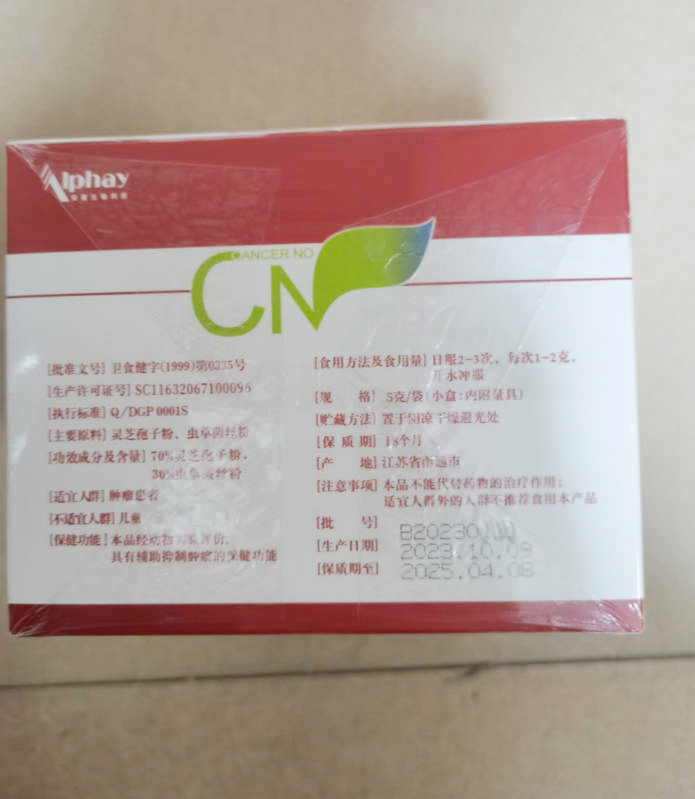 Alphay
CANCER NO
CN
[批准文号] 卫食健字(1999)第0335号
[生产许可证号] SC11632067100096
[执行标准] Q/DGP 0001S
[主要原料] 灵芝孢子粉、虫草菌丝粉
[功效成分及含量] 70%灵芝孢子粉，
30%虫草菌丝粉
[适宜人群] 肿瘤患者
[不适宜人群] 儿童
[保健功能] 本品经动物实验评价，
具有辅助抑制肿瘤的保健功能
[食用方法及食用量] 日服2-3次，每次1-2克，
开水冲服
[规 格] 5克/袋(小盒:内附量具)
[贮藏方法] 置于阴凉干燥避光处
[保 质 期] 18个月
[产 地] 江苏省南通市
[注意事项] 本品不能代替药物的治疗作用；
适宜人群外的人群不推荐食用本产品
[批 号]
[生产日期] 2023.10.09
[保质期至] 2025.04.08